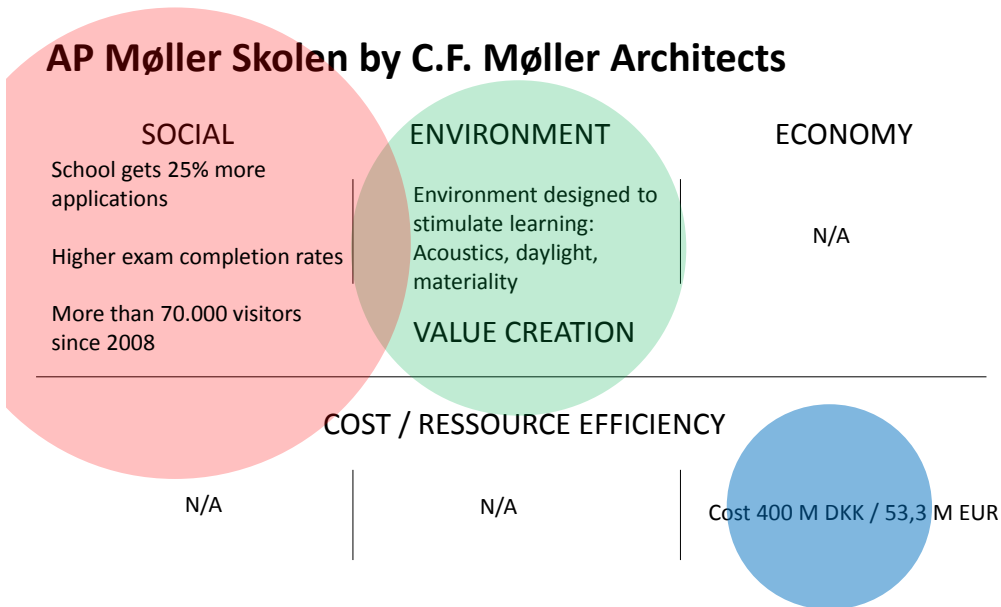 AP Møller Skolen by C.F. Møller Architects
SOCIAL
School gets 25% more
applications
Higher exam completion rates
More than 70.000 visitors
since 2008
ENVIRONMENT
Environment designed to
stimulate learning:
Acoustics, daylight,
materiality
VALUE CREATION
ECONOMY
N/A
COST / RESSOURCE EFFICIENCY
N/A
N/A
Cost 400 M DKK / 53,3 M EUR